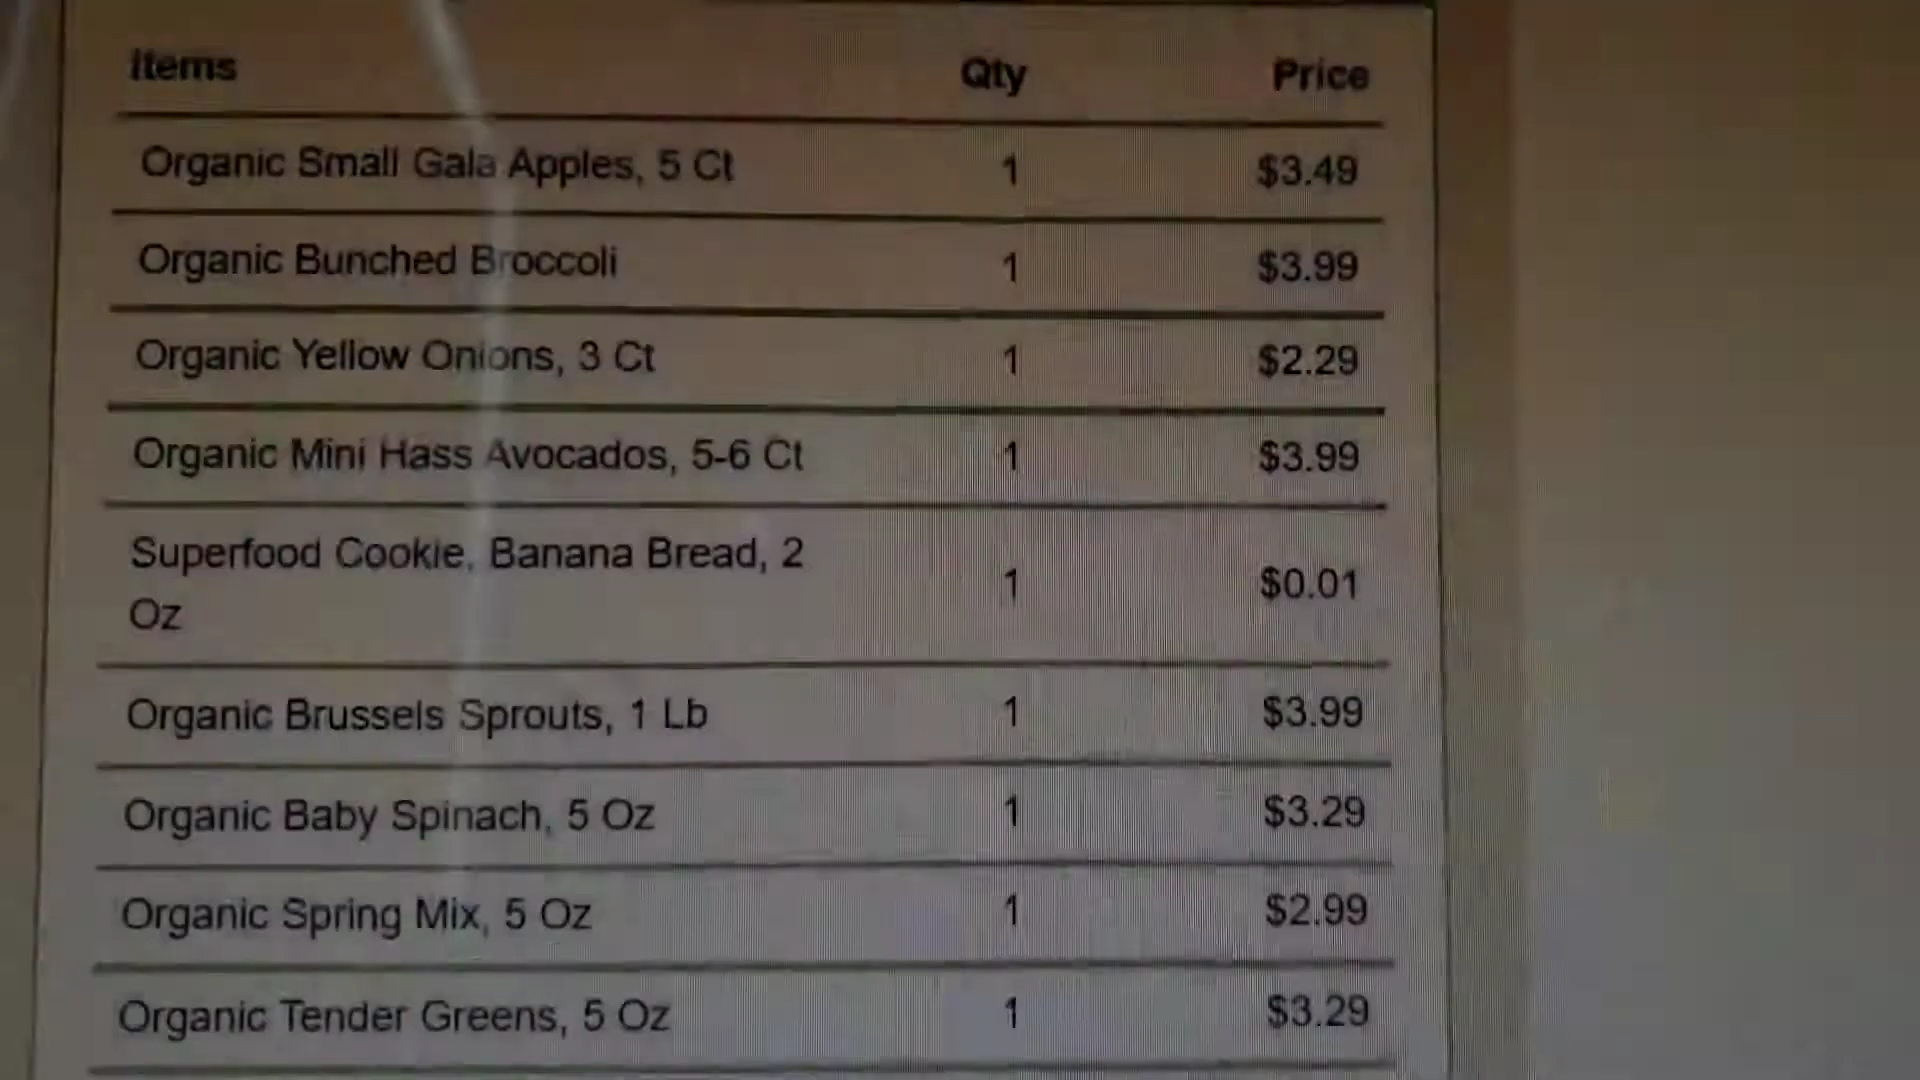 Items Qty Price
Organic Small Gala Apples, 5 Ct 1 $3.49
Organic Bunched Broccoli 1 $3.99
Organic Yellow Onions, 3 Ct 1 $2.29
Organic Mini Hass Avocados, 5-6 Ct 1 $3.99
Superfood Cookie, Banana Bread, 2
Oz 1 $0.01
Organic Brussels Sprouts, 1 Lb 1 $3.99
Organic Baby Spinach, 5 Oz 1 $3.29
Organic Spring Mix, 5 Oz 1 $2.99
Organic Tender Greens, 5 Oz 1 $3.29